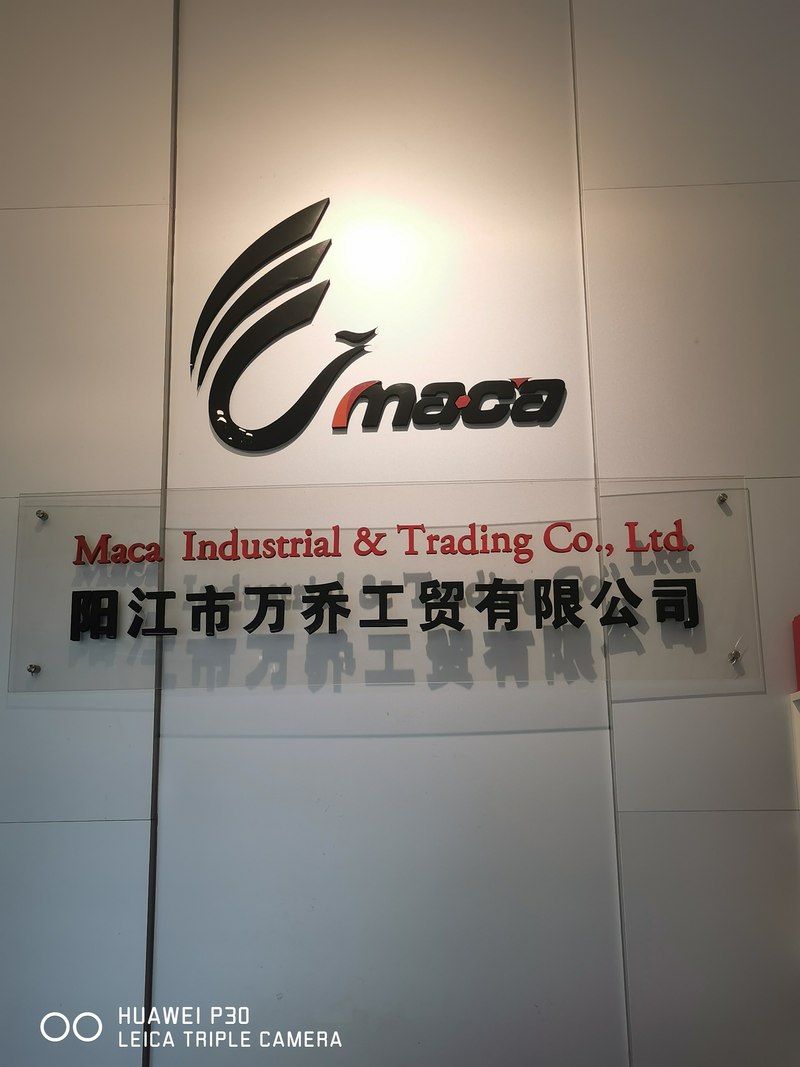 maca
Maca Industrial & Trading Co., Ltd.
阳江市万乔工贸有限公司
HUAWEI P30
LEICA TRIPLE CAMERA